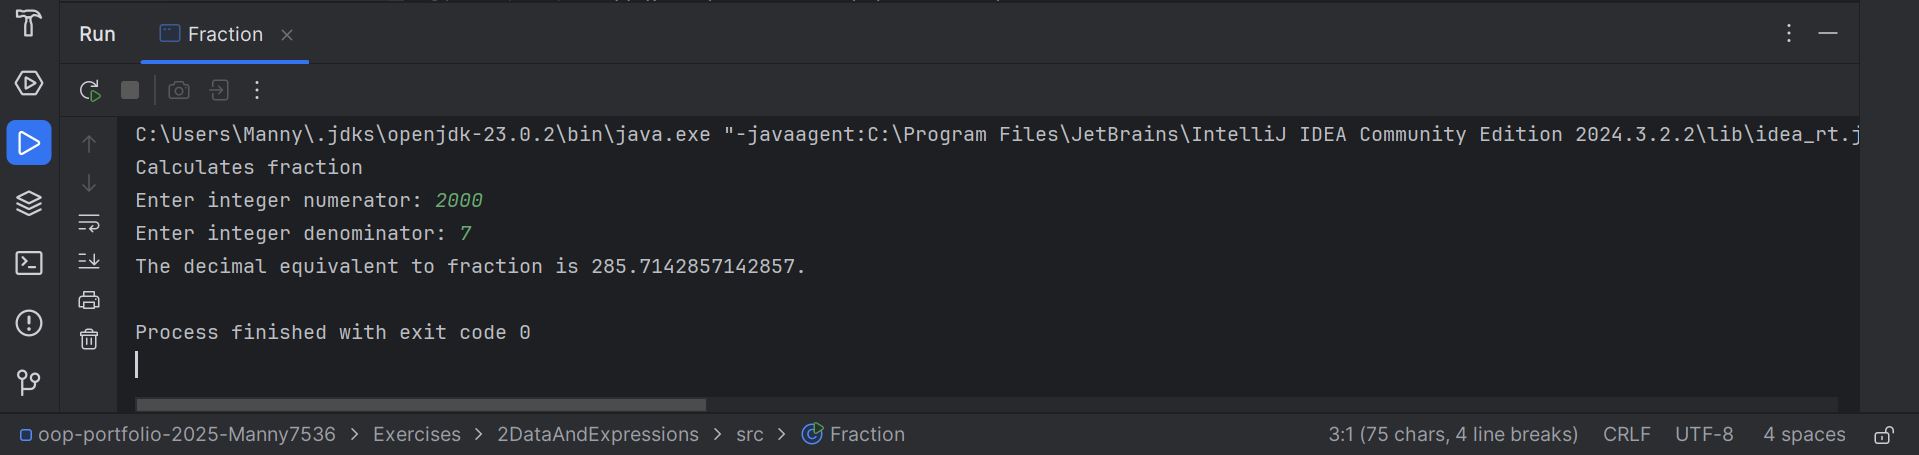 Run Fraction
C:\Users\Manny\.jdks\openjdk-23.0.2\bin\java.exe "-javaagent:C:\Program Files\JetBrains\IntelliJ IDEA Community Edition 2024.3.2.2\lib\idea_rt.j
Calculates fraction
Enter integer numerator: 2000
Enter integer denominator: 7
The decimal equivalent to fraction is 285.7142857142857.
Process finished with exit code 0
oop-portfolio-2025-Manny7536 > Exercises > 2DataAndExpressions > src > Fraction 3:1 (75 chars, 4 line breaks) CRLF UTF-8 4 spaces